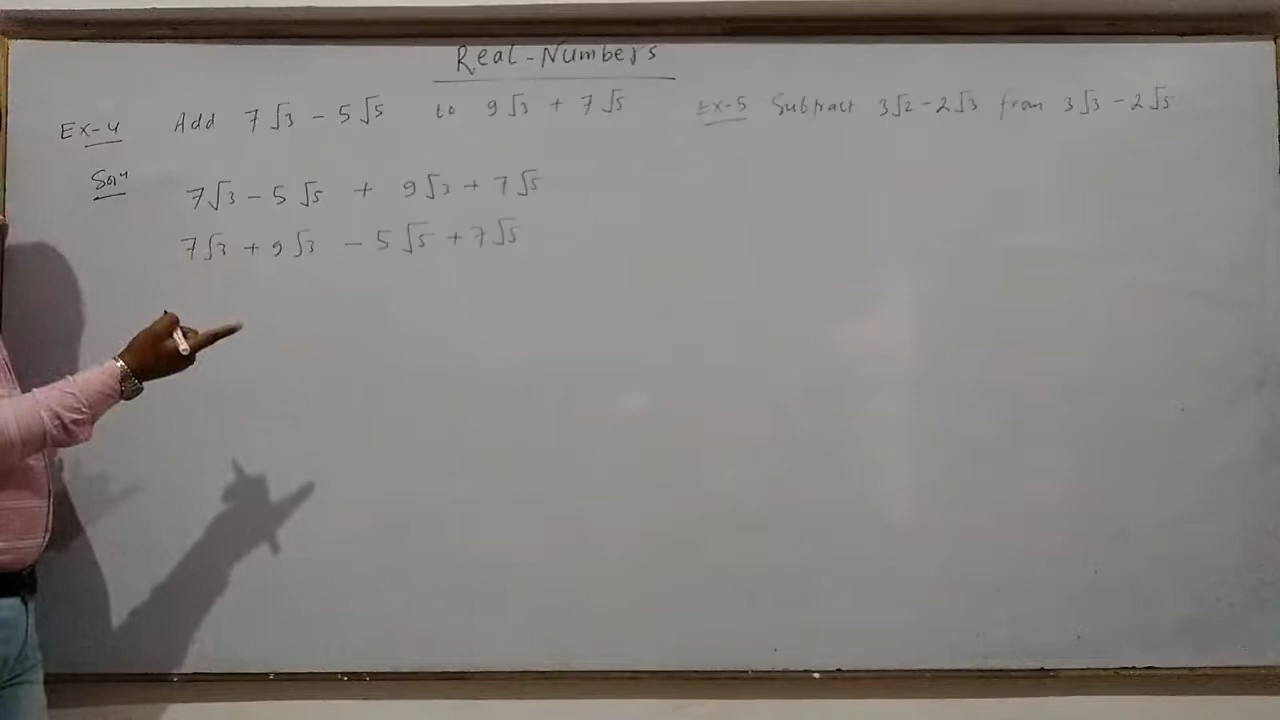 Real-Numbers
Ex-4 Add 7√3 - 5√5 to 9√3 + 7√5
Soln 7√3 - 5√5 + 9√3 + 7√5
7√3 + 9√3 - 5√5 + 7√5
Ex-5 Subtract 3√2 - 2√3 from 3√3 - 2√5